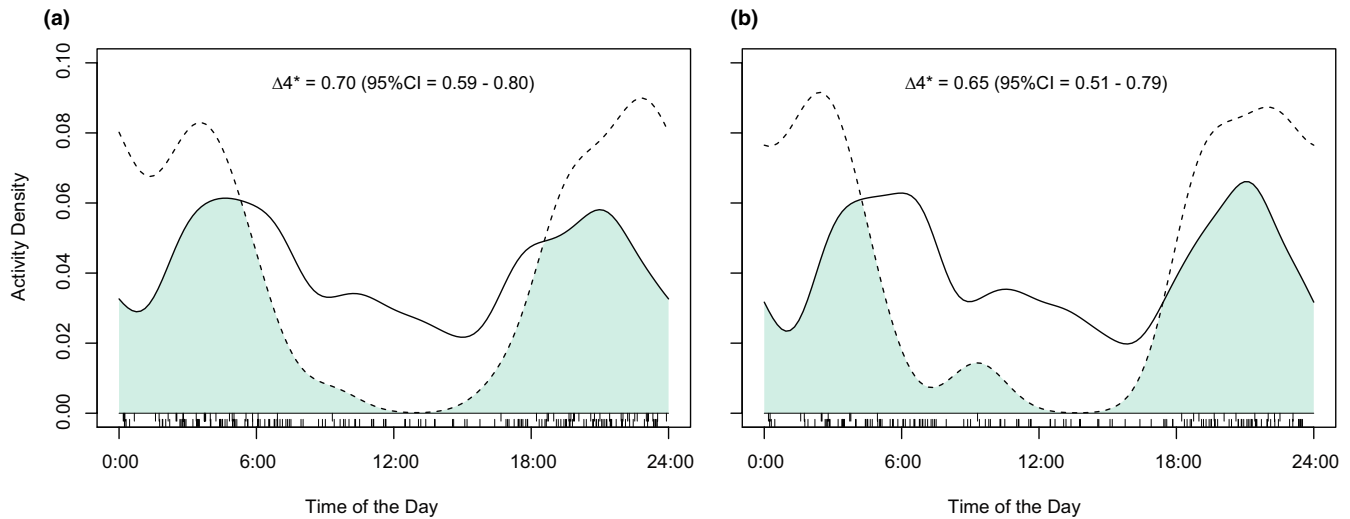 (a)
(b)
Δ4* = 0.70 (95%CI = 0.59 - 0.80)
Δ4* = 0.65 (95%CI = 0.51 - 0.79)
Activity Density
0.10
0.08
0.06
0.04
0.02
0.00
0:00 6:00 12:00 18:00 24:00
0:00 6:00 12:00 18:00 24:00
Time of the Day
Time of the Day